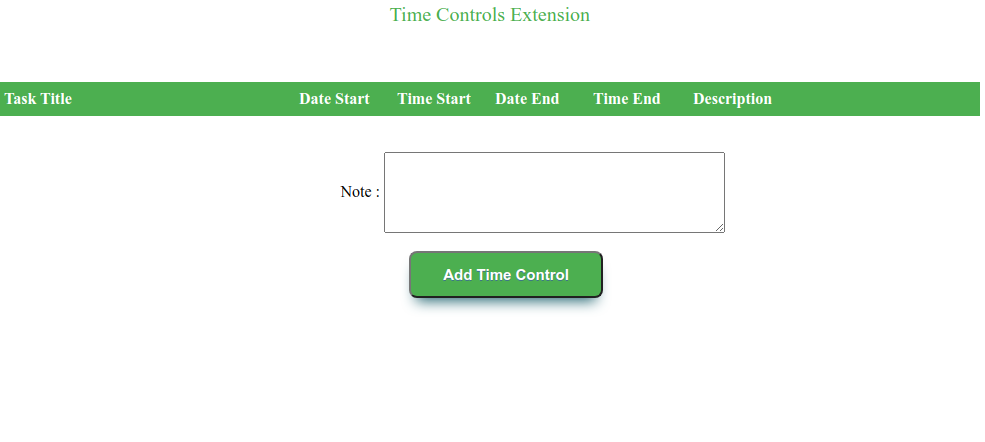 Time Controls Extension
Task Title Date Start Time Start Date End Time End Description
Note :
Add Time Control